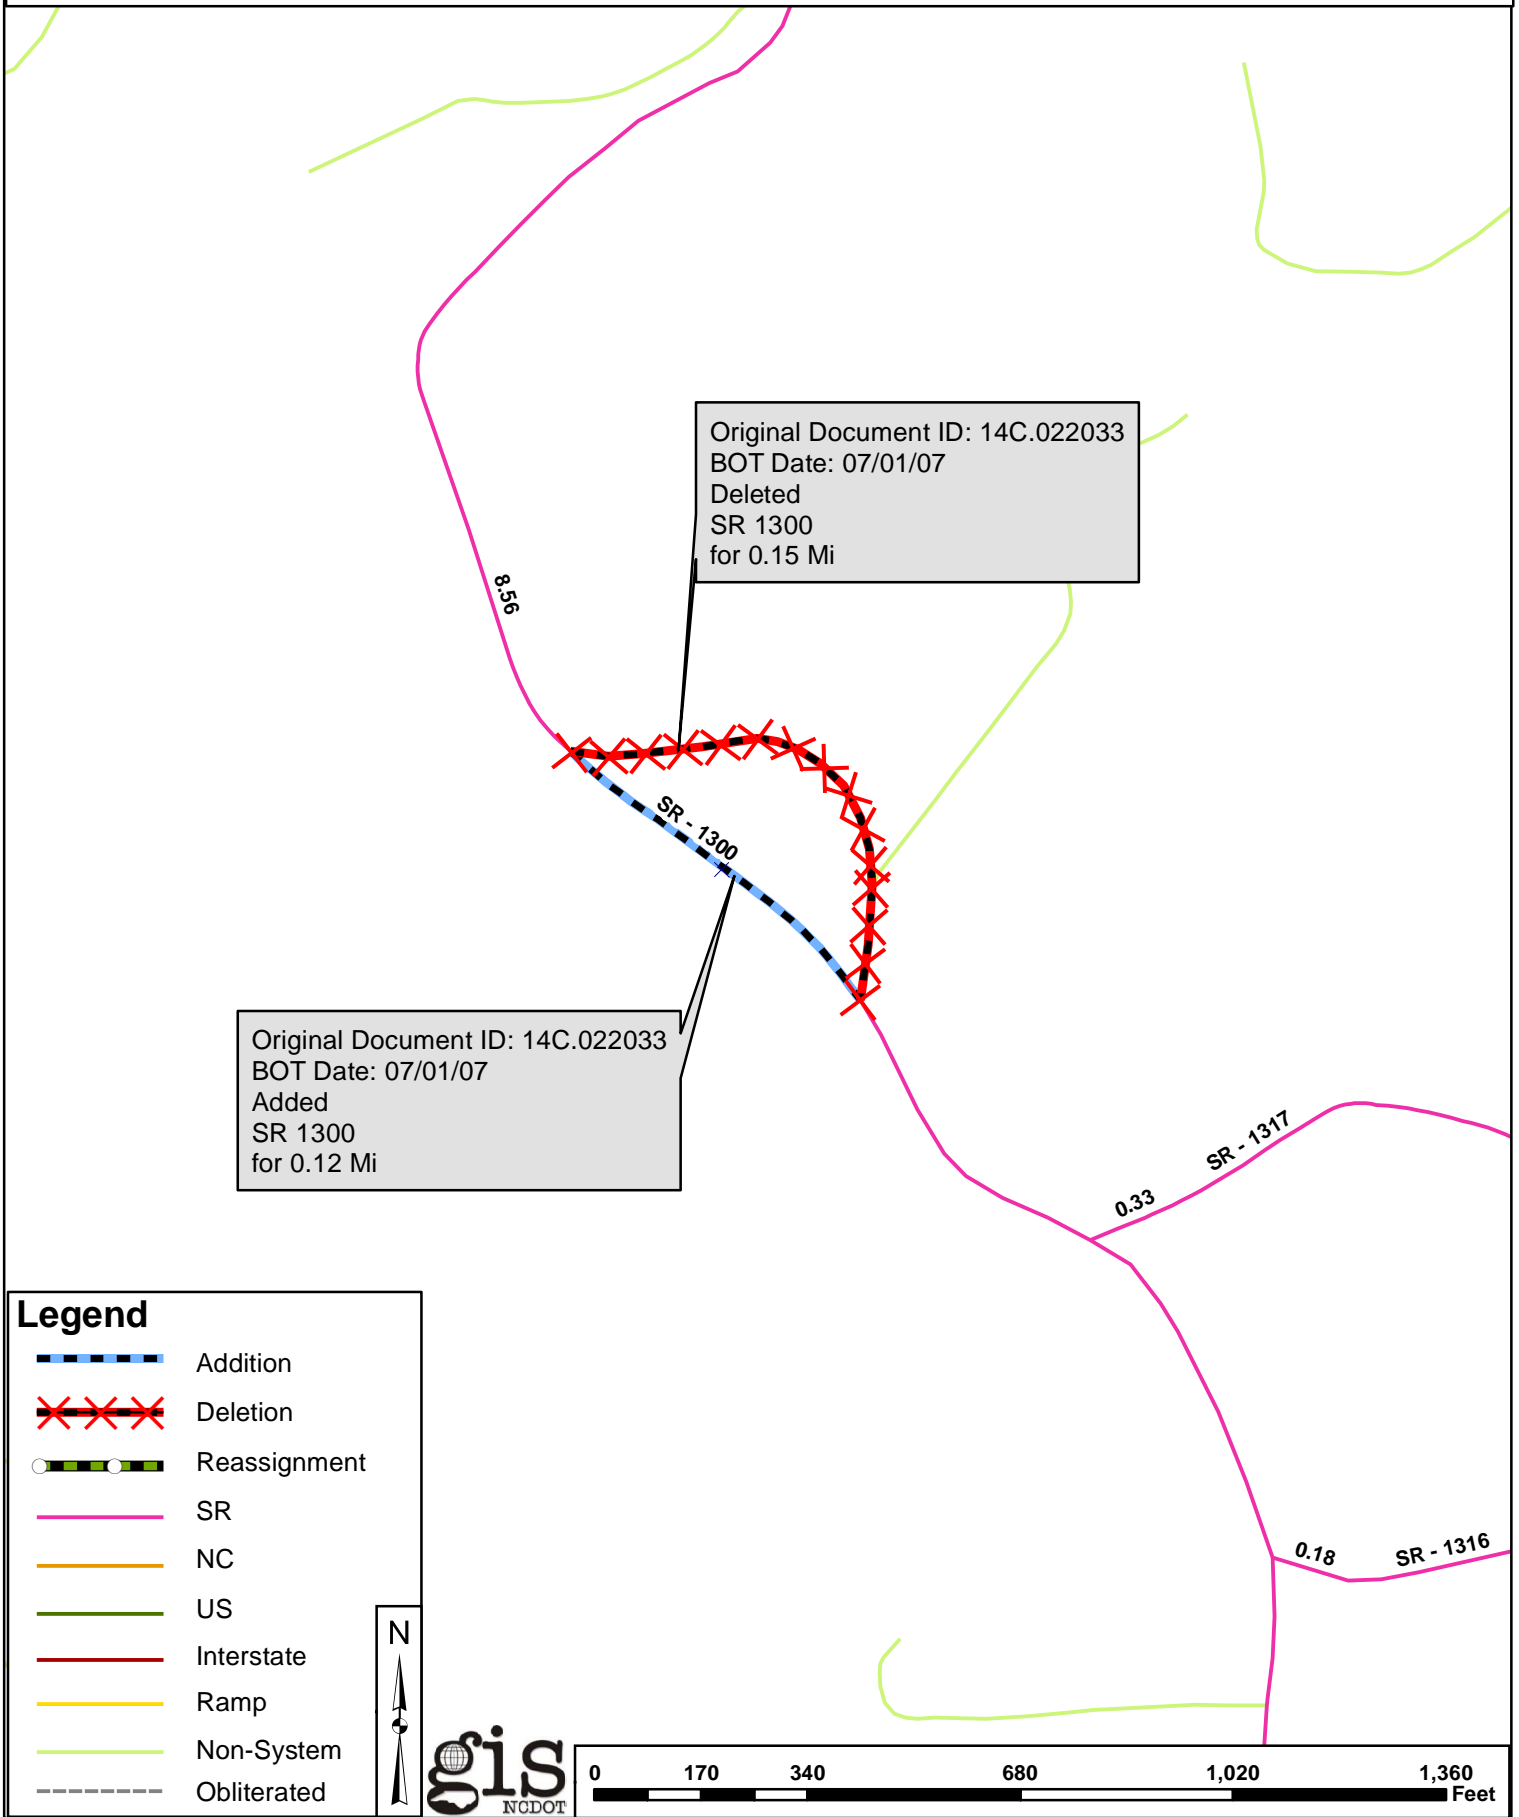 Original Document ID: 14C.022033
BOT Date: 07/01/07
Deleted
SR 1300
for 0.15 Mi
8.56
SR - 1300
Original Document ID: 14C.022033
BOT Date: 07/01/07
Added
SR 1300
for 0.12 Mi
SR - 1317
0.33
0.18
SR - 1316
Legend
Addition
Deletion
Reassignment
SR
NC
US
Interstate
Ramp
Non-System
Obliterated
N
gis
NCDOT
0 170 340 680 1,020 1,360
Feet